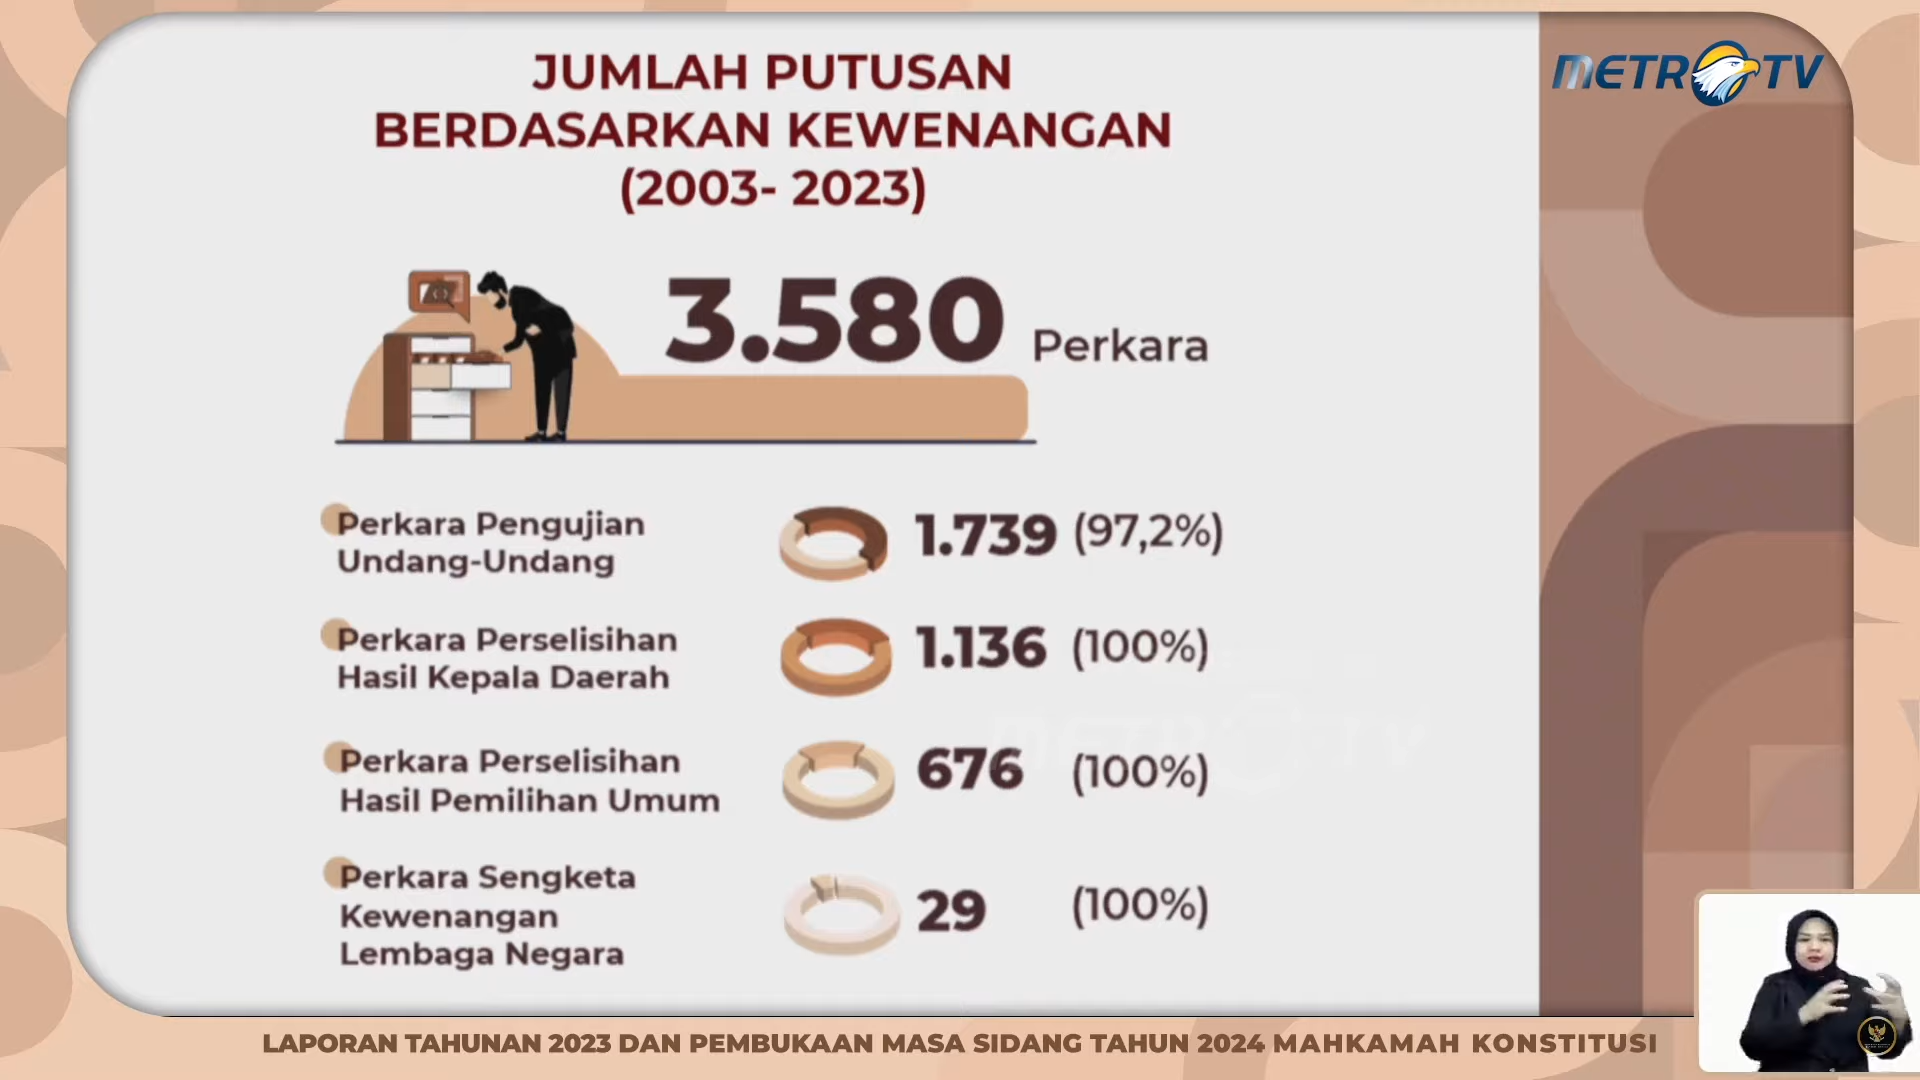 METRO TV
JUMLAH PUTUSAN
BERDASARKAN KEWENANGAN
(2003- 2023)
3.580 Perkara
Perkara Pengujian
Undang-Undang
1.739 (97,2%)
Perkara Perselisihan
Hasil Kepala Daerah
1.136 (100%)
Perkara Perselisihan
Hasil Pemilihan Umum
676 (100%)
METRO TV
Perkara Sengketa
Kewenangan
Lembaga Negara
29 (100%)
LAPORAN TAHUNAN 2023 DAN PEMBUKAAN MASA SIDANG TAHUN 2024 MAHKAMAH KONSTITUSI